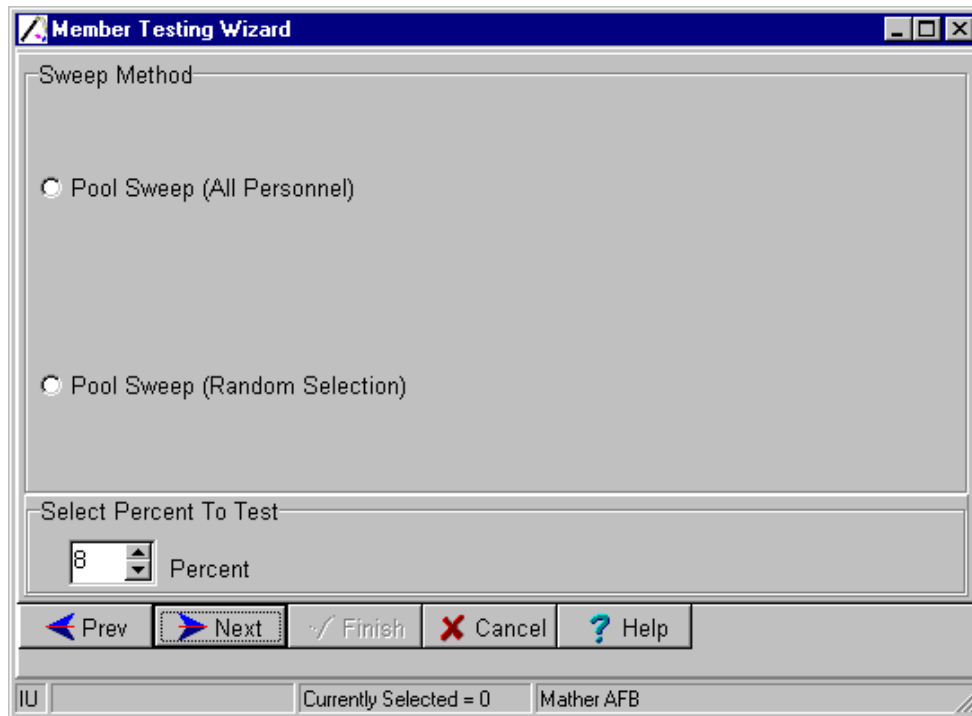 Member Testing Wizard
Sweep Method
Pool Sweep (All Personnel)
Pool Sweep (Random Selection)
Select Percent To Test
8 Percent
Prev Next Finish Cancel Help
IU Currently Selected = 0 Mather AFB